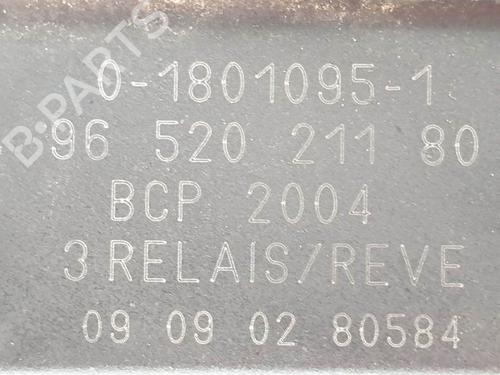 B-PARTS
0-1801095-1
96 520 211 80
BCP 2004
3 RELAIS/REVE
09 09 02 80584